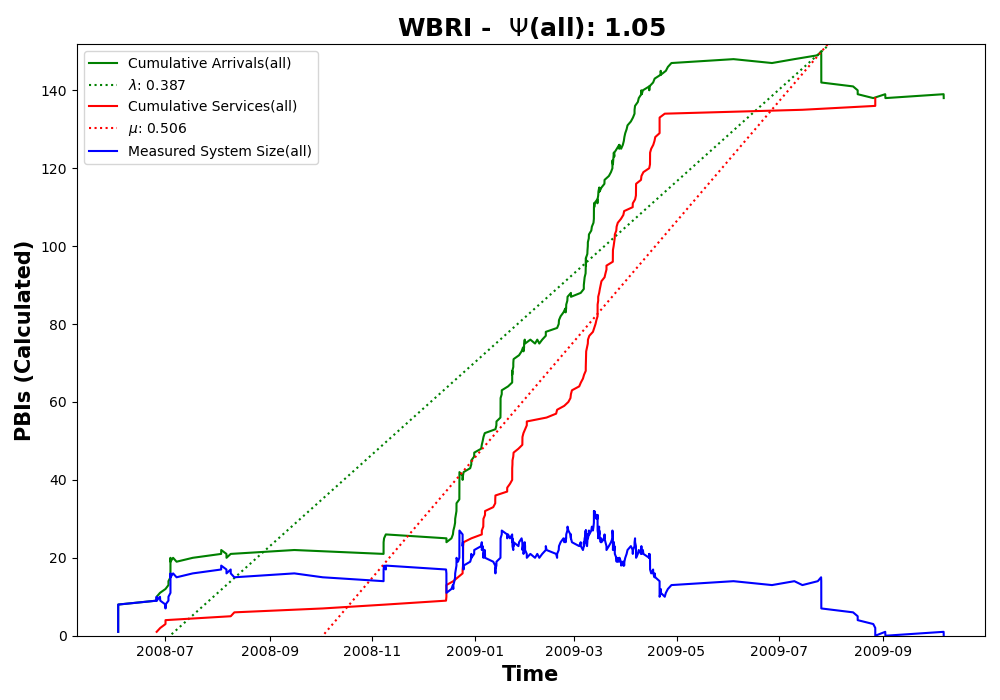 WBRI - Ψ(all): 1.05
Cumulative Arrivals(all)
λ: 0.387
Cumulative Services(all)
μ: 0.506
Measured System Size(all)
PBIs (Calculated)
140
120
100
80
60
40
20
0
2008-07 2008-09 2008-11 2009-01 2009-03 2009-05 2009-07 2009-09
Time